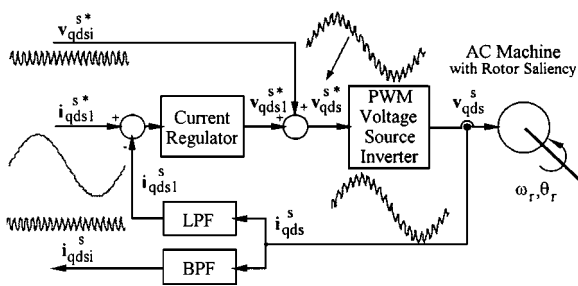 v_qdsi^s*
AC Machine
with Rotor Saliency
i_qds1^s*
+
-
Current
Regulator
v_qds1^s*
+
+
v_qds^s*
PWM
Voltage
Source
Inverter
v_qds^s
i_qds1^s
LPF
i_qds^s
ω_r,θ_r
i_qdsi^s
BPF